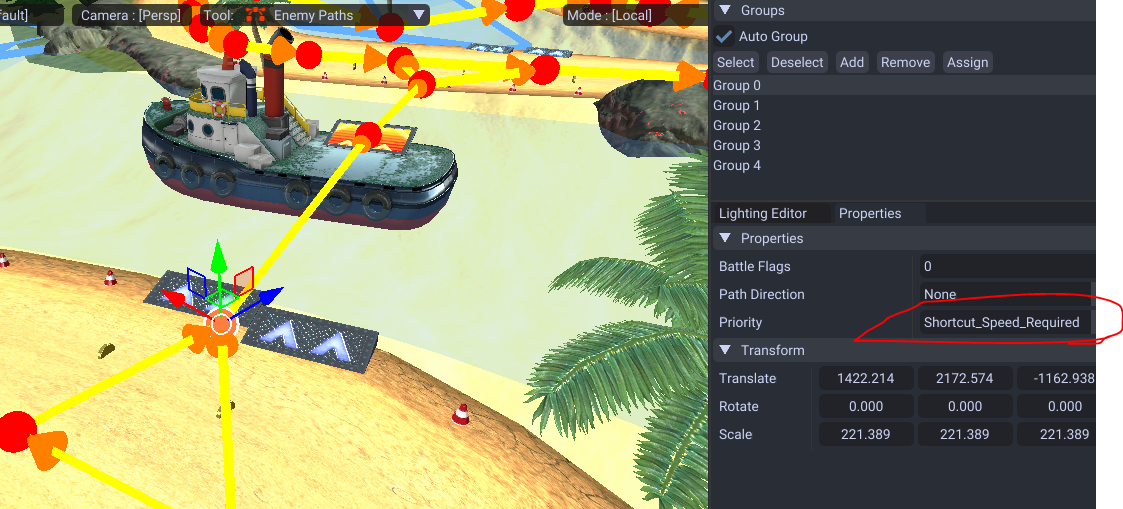 fault]
Camera : [Persp]
Tool: Enemy Paths
Mode : [Local]
Groups
Auto Group
Select Deselect Add Remove Assign
Group 0
Group 1
Group 2
Group 3
Group 4
Lighting Editor Properties
Properties
Battle Flags 0
Path Direction None
Priority Shortcut_Speed_Required
Transform
Translate 1422.214 2172.574 -1162.938
Rotate 0.000 0.000 0.000
Scale 221.389 221.389 221.389